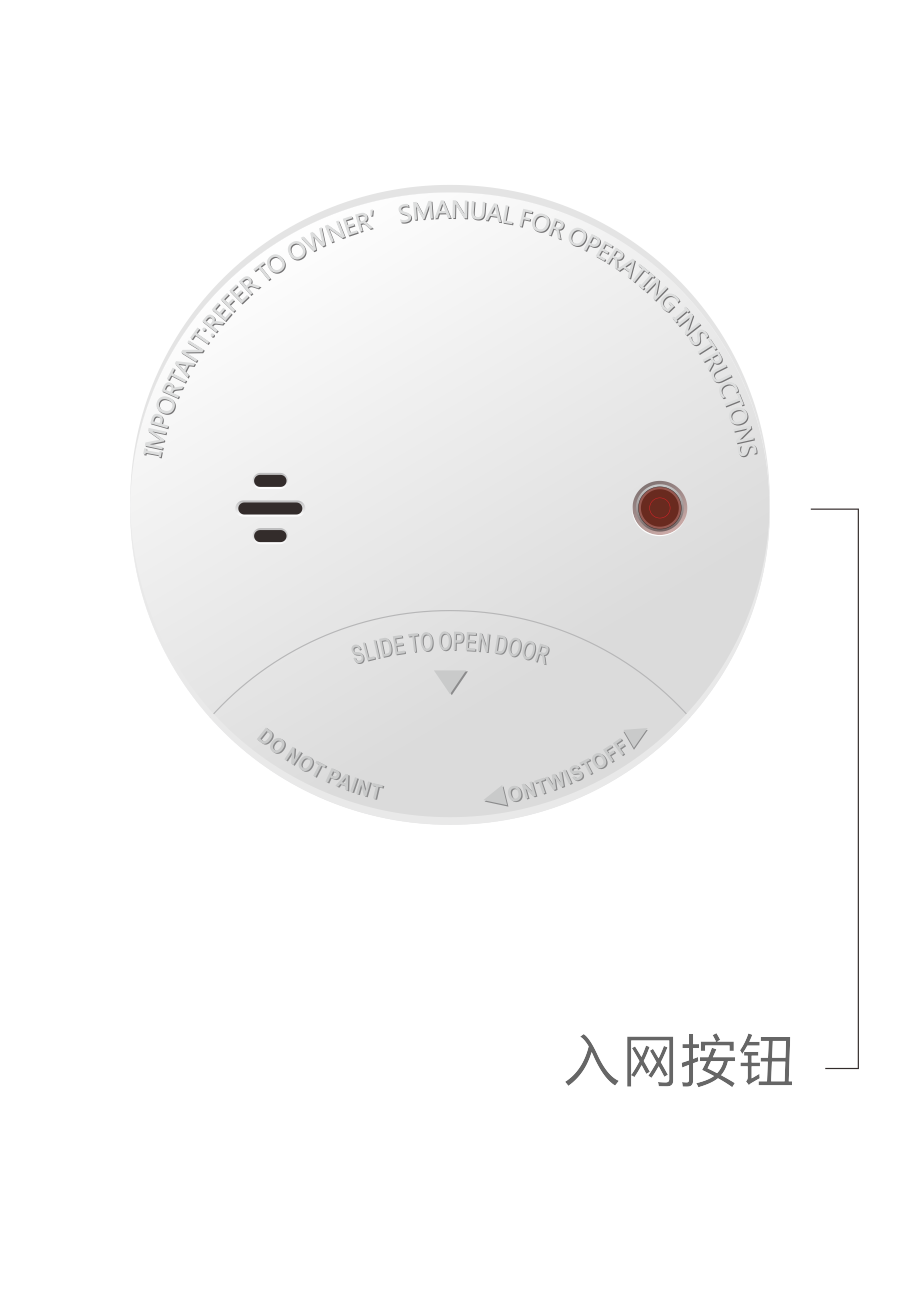 IMPORTANT:REFER TO OWNER' SMANUAL FOR OPERATING INSTRUCTONS
SLIDE TO OPEN DOOR
DO NOT PAINT
ONTWISTOFF
入网按钮